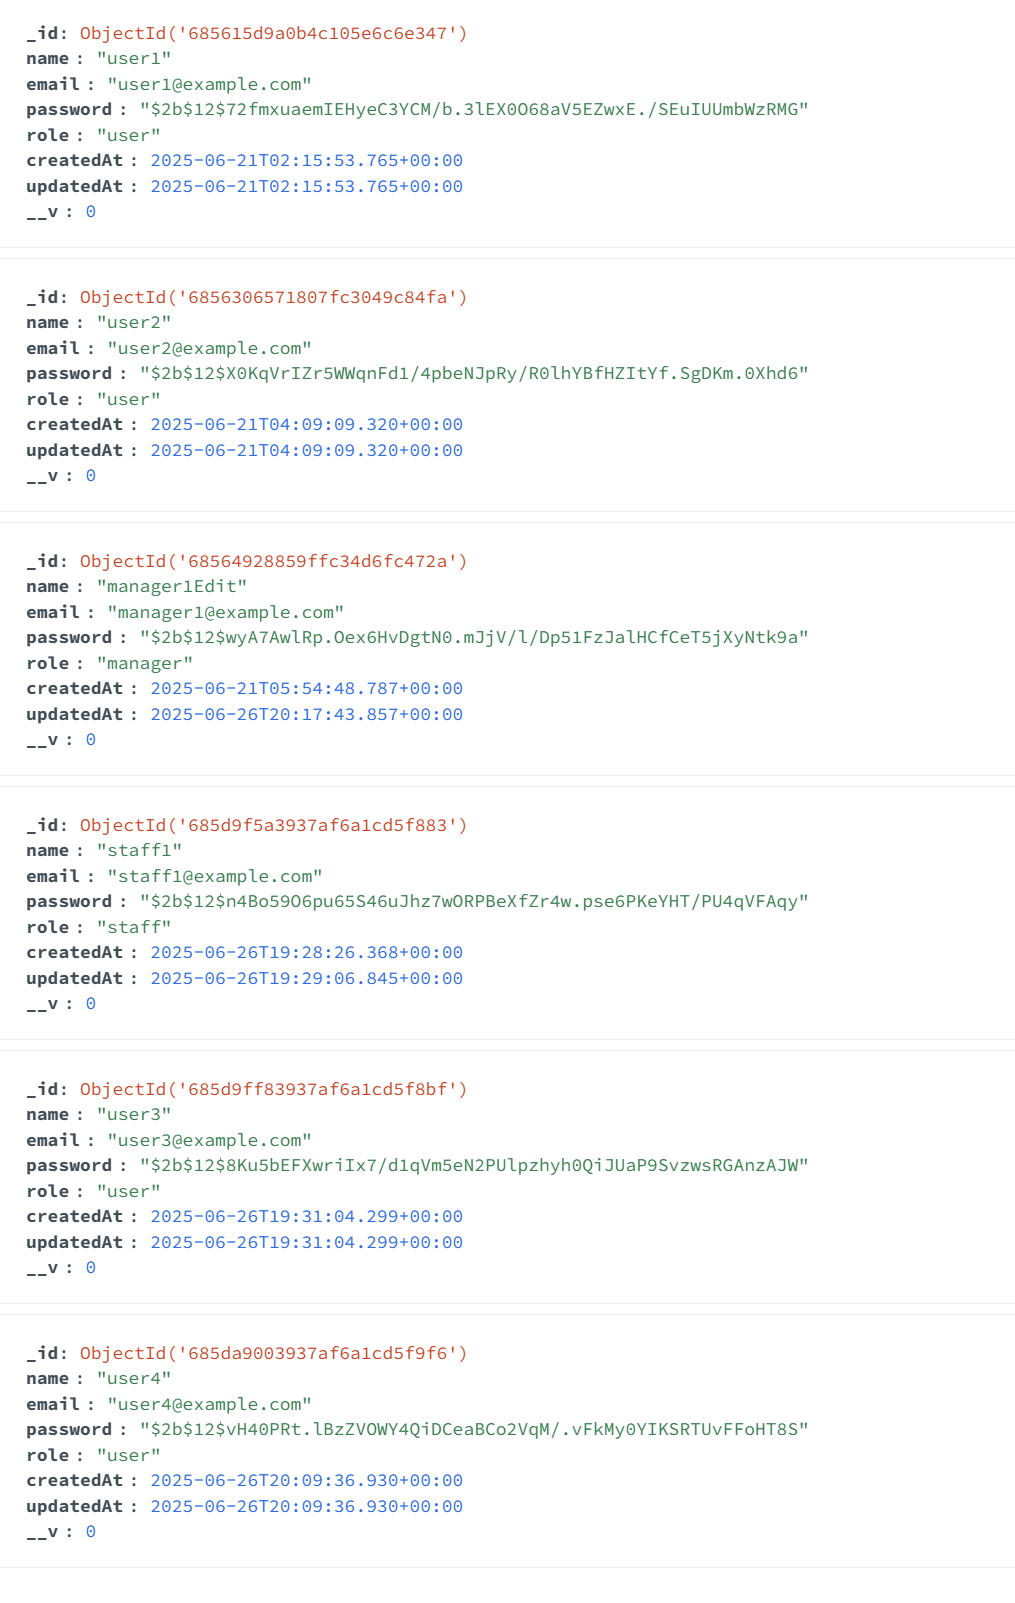 _id: ObjectId('685615d9a0b4c105e6c6e347')
name : "user1"
email : "user1@example.com"
password : "$2b$12$72fmxuaemIEHyeC3YCM/b.3lEX0O68aV5EZwxE./SEuIUUmbWzRMG"
role : "user"
createdAt : 2025-06-21T02:15:53.765+00:00
updatedAt : 2025-06-21T02:15:53.765+00:00
__v : 0
_id: ObjectId('6856306571807fc3049c84fa')
name : "user2"
email : "user2@example.com"
password : "$2b$12$X0KqVrIZr5WWqnFd1/4pbeNJpRy/R0lhYBfHZItYf.SgDKm.0Xhd6"
role : "user"
createdAt : 2025-06-21T04:09:09.320+00:00
updatedAt : 2025-06-21T04:09:09.320+00:00
__v : 0
_id: ObjectId('68564928859ffc34d6fc472a')
name : "manager1Edit"
email : "manager1@example.com"
password : "$2b$12$wyA7AwlRp.Oex6HvDgtN0.mJjV/l/Dp51FzJalHCfCeT5jXyNtk9a"
role : "manager"
createdAt : 2025-06-21T05:54:48.787+00:00
updatedAt : 2025-06-26T20:17:43.857+00:00
__v : 0
_id: ObjectId('685d9f5a3937af6a1cd5f883')
name : "staff1"
email : "staff1@example.com"
password : "$2b$12$n4Bo59O6pu65S46uJhz7wORPBeXfZr4w.pse6PKeYHT/PU4qVFAqy"
role : "staff"
createdAt : 2025-06-26T19:28:26.368+00:00
updatedAt : 2025-06-26T19:29:06.845+00:00
__v : 0
_id: ObjectId('685d9ff83937af6a1cd5f8bf')
name : "user3"
email : "user3@example.com"
password : "$2b$12$8Ku5bEFXwriIx7/d1qVm5eN2PUlpzhyh0QiJUaP9SvzwsRGAnzAJW"
role : "user"
createdAt : 2025-06-26T19:31:04.299+00:00
updatedAt : 2025-06-26T19:31:04.299+00:00
__v : 0
_id: ObjectId('685da9003937af6a1cd5f9f6')
name : "user4"
email : "user4@example.com"
password : "$2b$12$vH40PRt.lBzZVOWY4QiDCeaBCo2VqM/.vFkMy0YIKSRTUvFFoHT8S"
role : "user"
createdAt : 2025-06-26T20:09:36.930+00:00
updatedAt : 2025-06-26T20:09:36.930+00:00
__v : 0